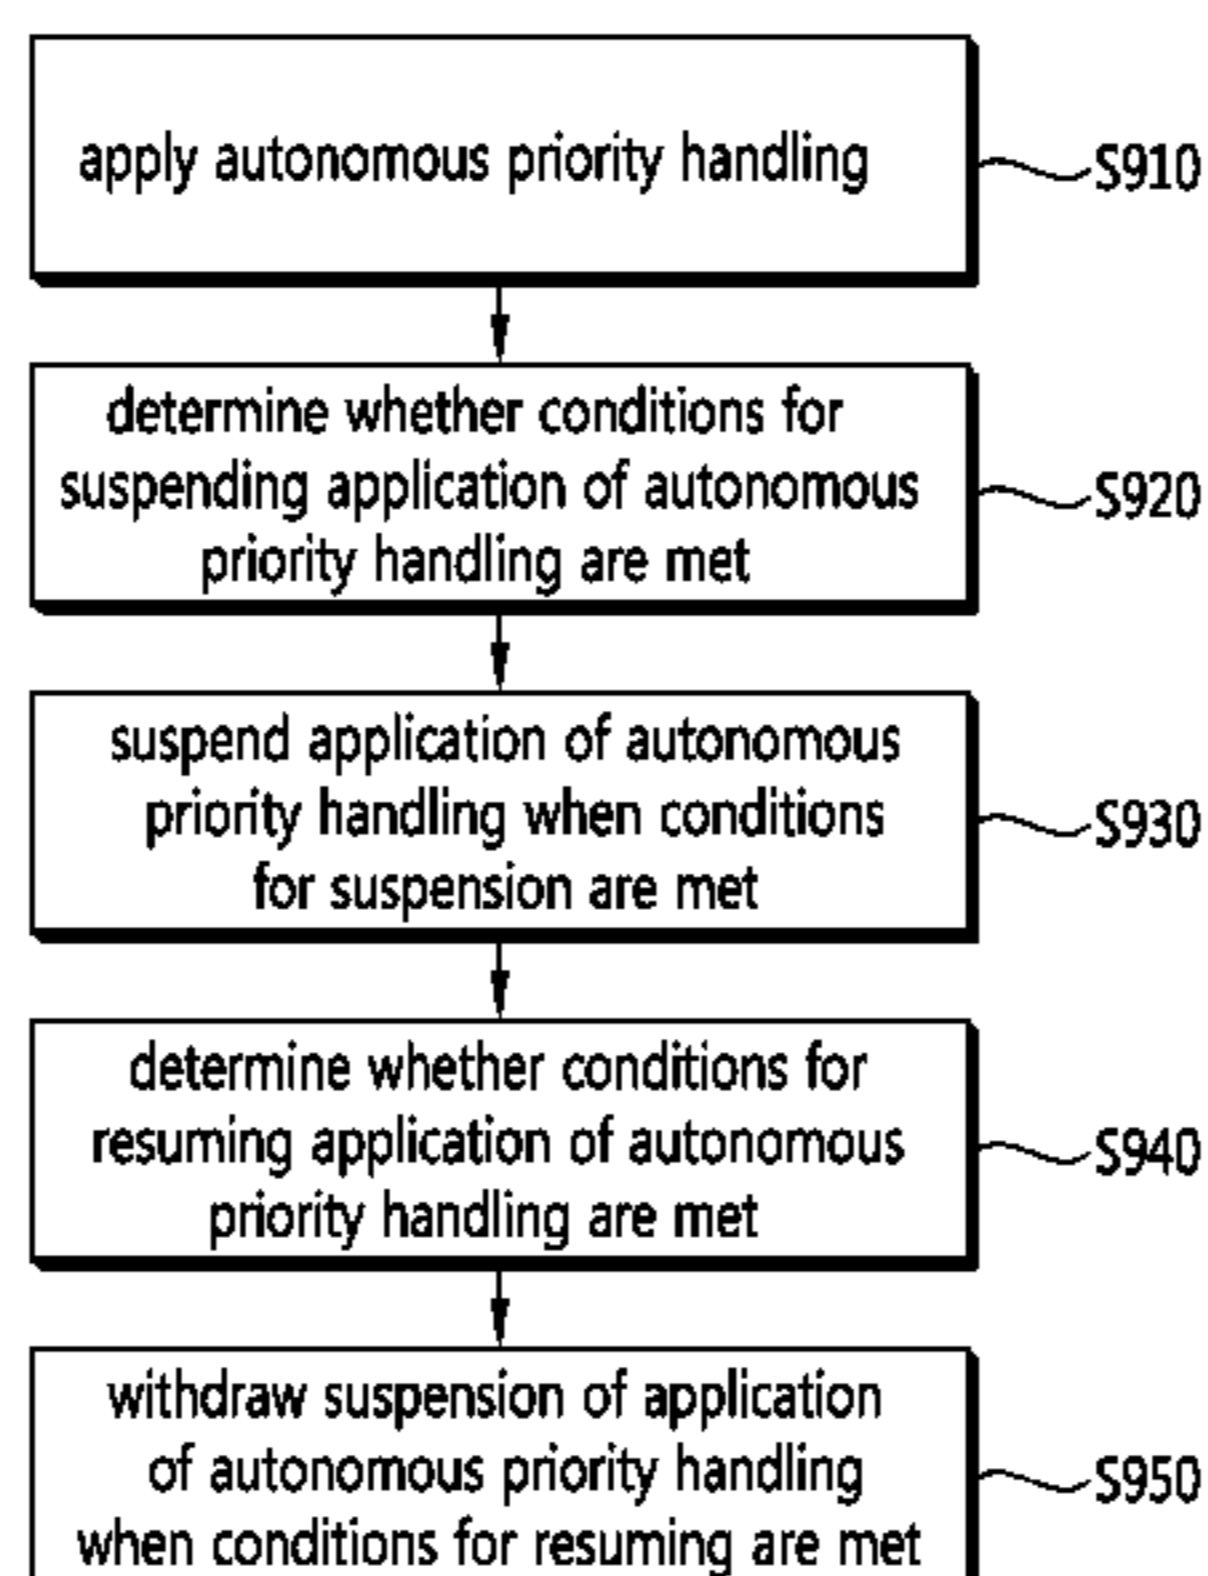 apply autonomous priority handling
S910
determine whether conditions for
suspending application of autonomous
priority handling are met
S920
suspend application of autonomous
priority handling when conditions
for suspension are met
S930
determine whether conditions for
resuming application of autonomous
priority handling are met
S940
withdraw suspension of application
of autonomous priority handling
when conditions for resuming are met
S950